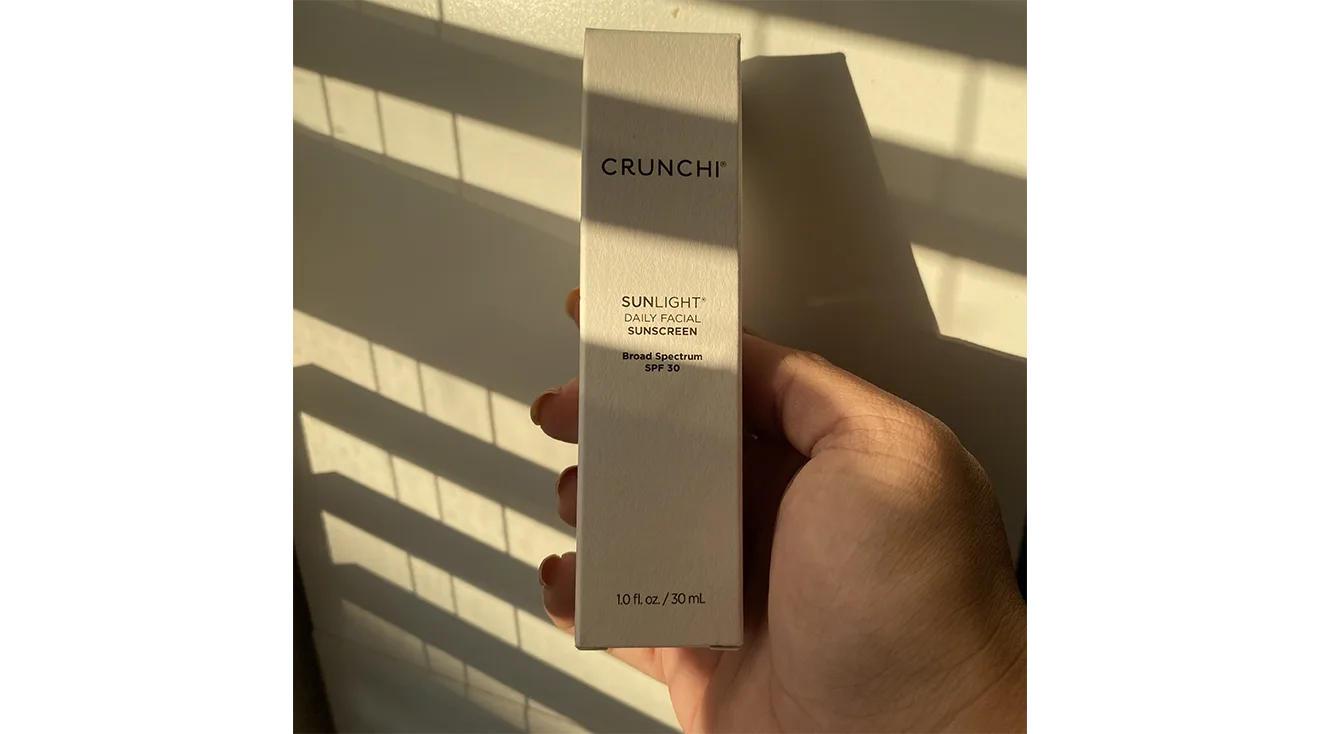 CRUNCHI®
SUNLIGHT®
DAILY FACIAL
SUNSCREEN
Broad Spectrum
SPF 30
1.0 fl. oz. / 30 mL